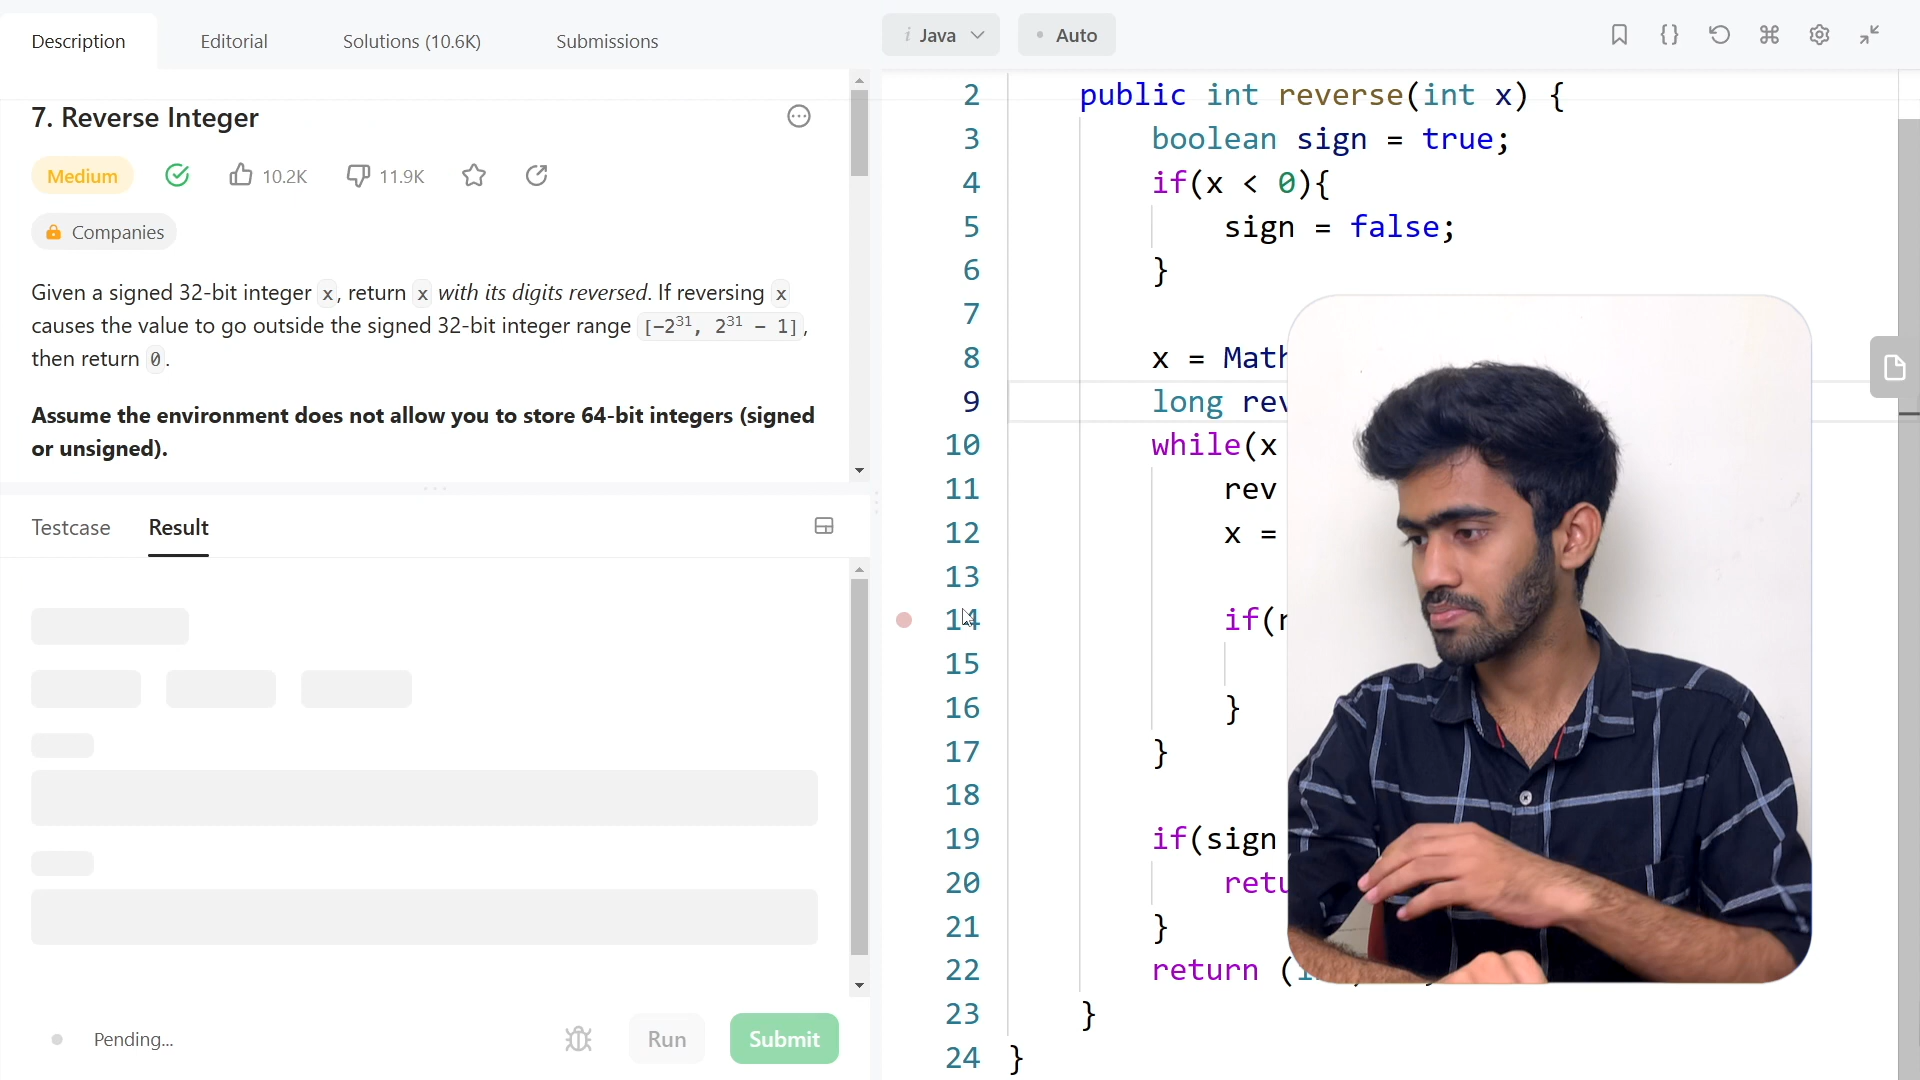 Description Editorial Solutions (10.6K) Submissions
7. Reverse Integer
Medium 10.2K 11.9K
Companies
Given a signed 32-bit integer x, return x with its digits reversed. If reversing x
causes the value to go outside the signed 32-bit integer range [-2³¹, 2³¹ - 1],
then return 0.
Assume the environment does not allow you to store 64-bit integers (signed
or unsigned).
Testcase Result
Pending... Run Submit
i Java Auto
2 public int reverse(int x) {
3 boolean sign = true;
4 if(x < 0){
5 sign = false;
6 }
7
8 x = Math
9 long rev
10 while(x
11 rev
12 x =
13
14 if(
15
16 }
17 }
18
19 if(sign
20 retu
21 }
22 return (
23 }
24 }